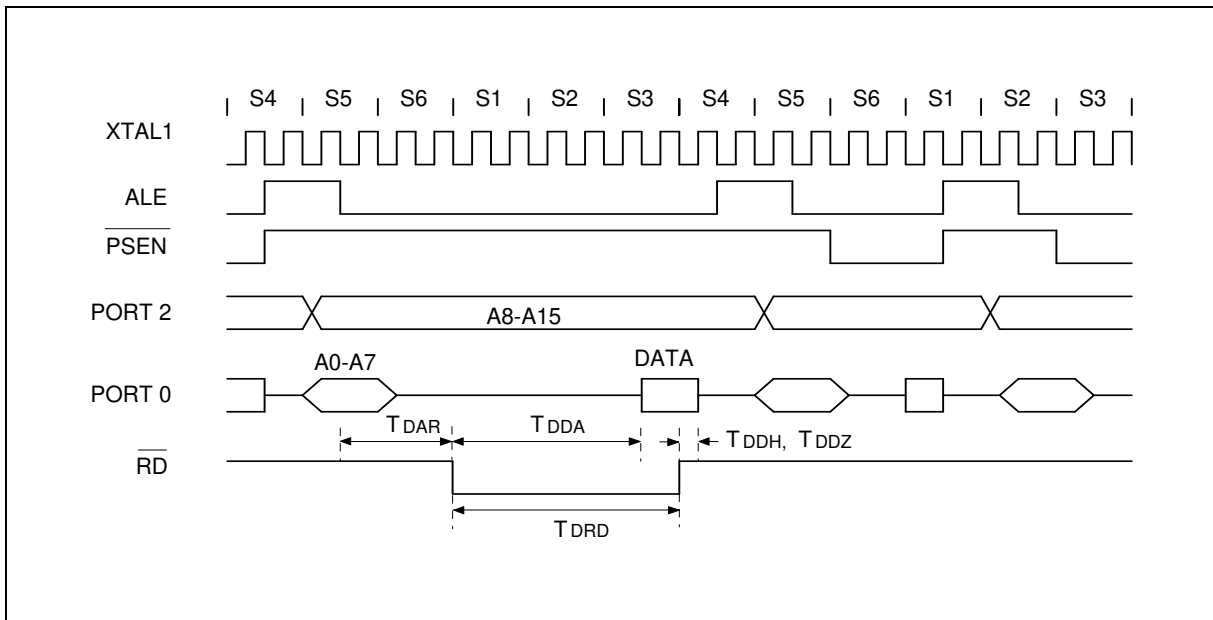 S4 S5 S6 S1 S2 S3 S4 S5 S6 S1 S2 S3
XTAL1
ALE
PSEN
PORT 2
A8-A15
A0-A7 DATA
PORT 0
TDAR TDDA TDDH, TDDZ
RD
TDRD